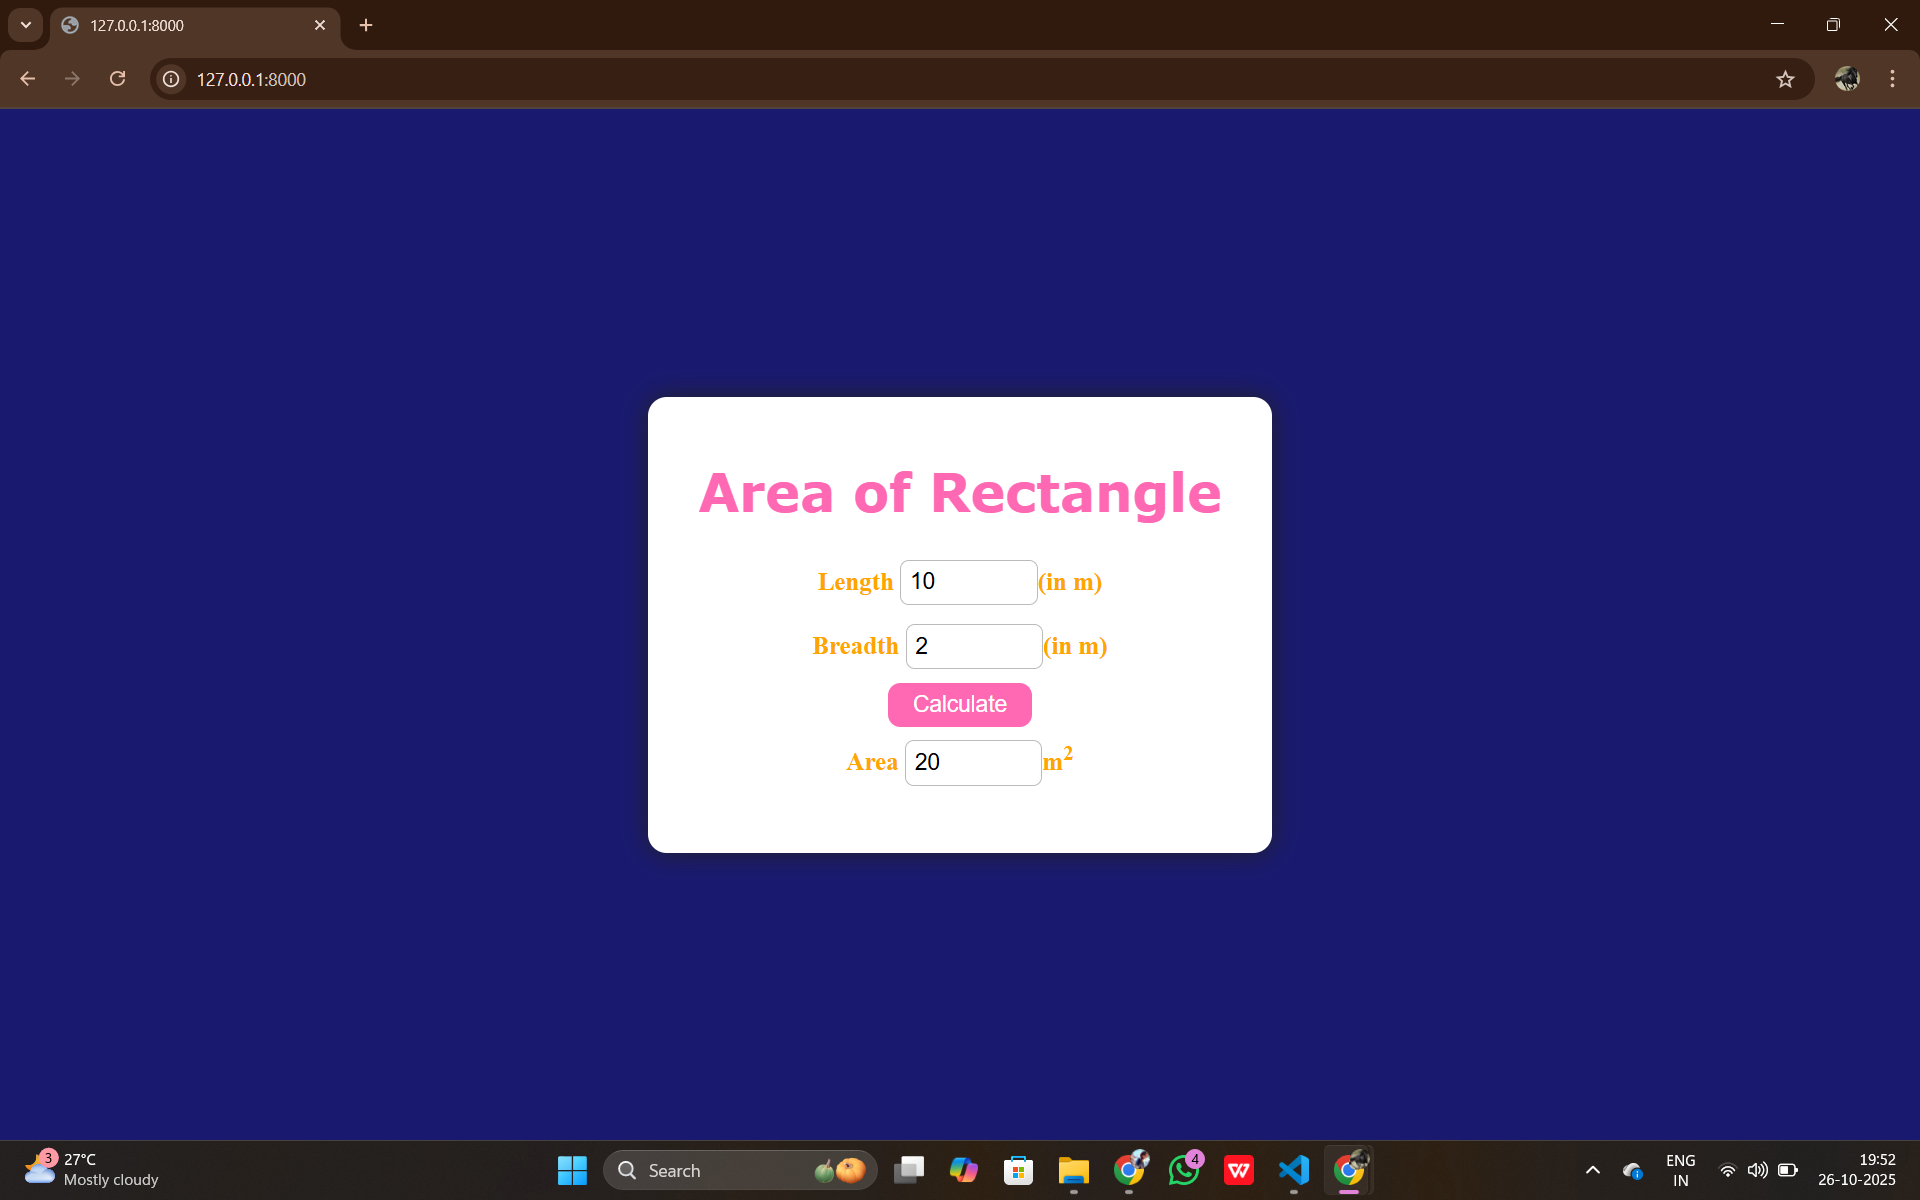 127.0.0.1:8000
127.0.0.1:8000
Area of Rectangle
Length 10 (in m)
Breadth 2 (in m)
Calculate
Area 20 m²
3
27°C
Mostly cloudy
Search
4
ENG
IN
19:52
26-10-2025